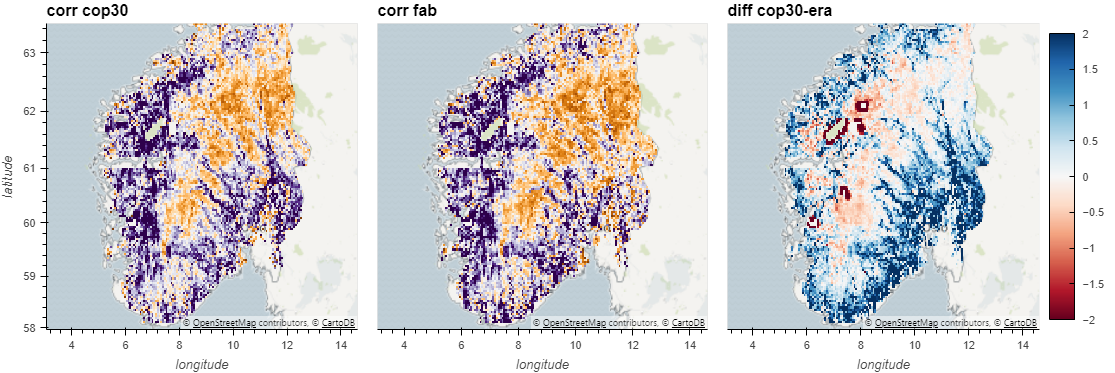 corr cop30
corr fab
diff cop30-era
63
62
61
60
59
58
latitude
4 6 8 10 12 14
longitude
© OpenStreetMap contributors, © CartoDB
4 6 8 10 12 14
longitude
© OpenStreetMap contributors, © CartoDB
4 6 8 10 12 14
longitude
© OpenStreetMap contributors, © CartoDB
2
1.5
1
0.5
0
−0.5
−1
−1.5
−2